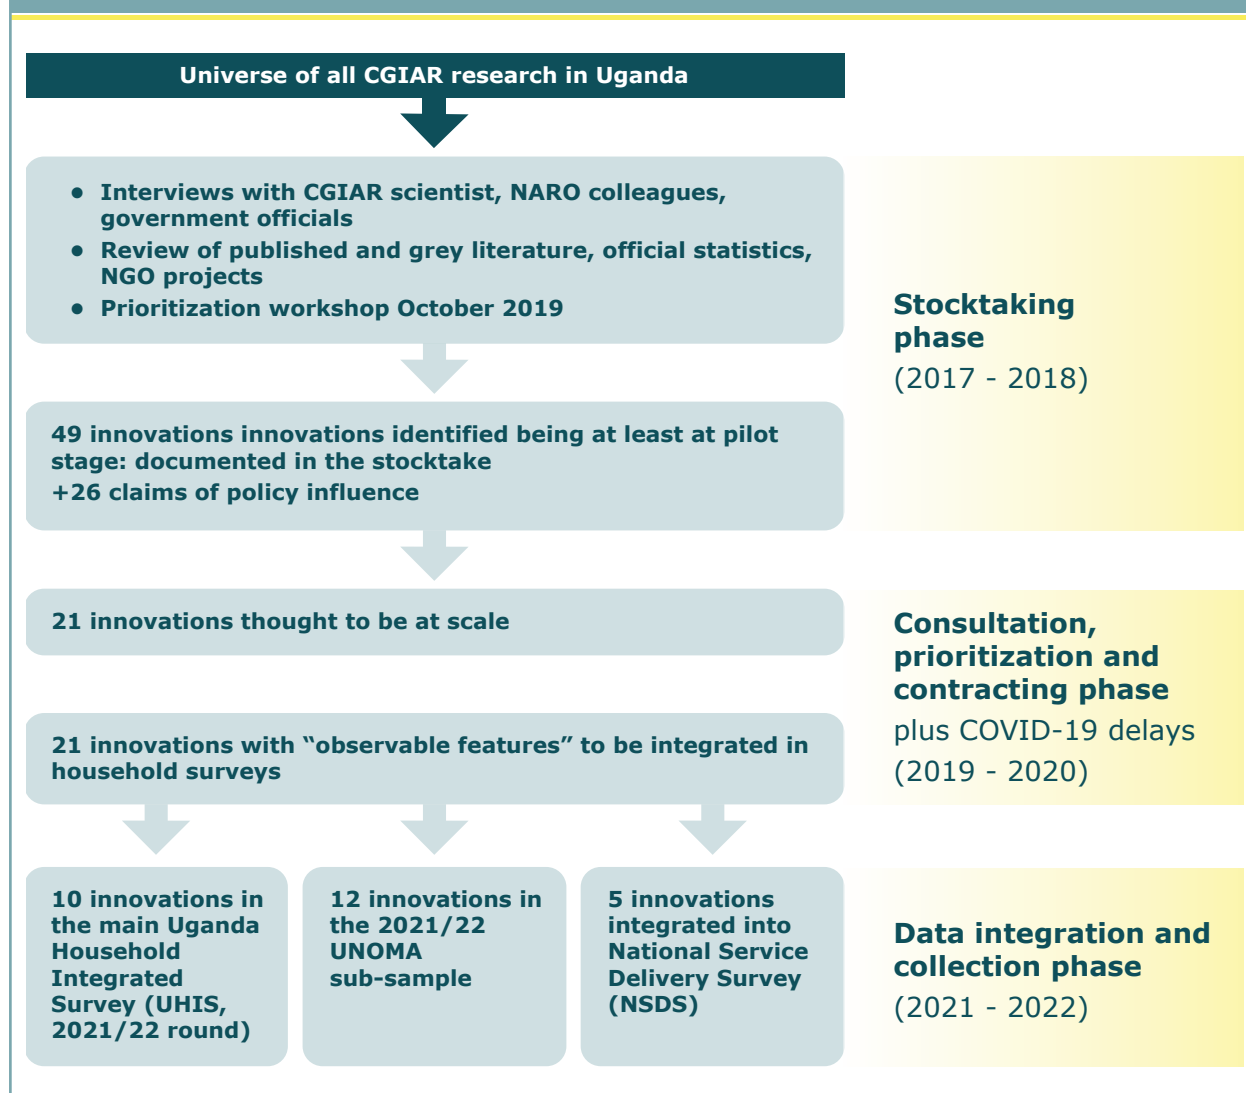 Universe of all CGIAR research in Uganda
● Interviews with CGIAR scientist, NARO colleagues,
government officials
● Review of published and grey literature, official statistics,
NGO projects
● Prioritization workshop October 2019
Stocktaking
phase
(2017 - 2018)
49 innovations innovations identified being at least at pilot
stage: documented in the stocktake
+26 claims of policy influence
21 innovations thought to be at scale
21 innovations with “observable features” to be integrated in
household surveys
Consultation,
prioritization and
contracting phase
plus COVID-19 delays
(2019 - 2020)
10 innovations in
the main Uganda
Household
Integrated
Survey (UHIS,
2021/22 round)
12 innovations in
the 2021/22
UNOMA
sub-sample
5 innovations
integrated into
National Service
Delivery Survey
(NSDS)
Data integration and
collection phase
(2021 - 2022)